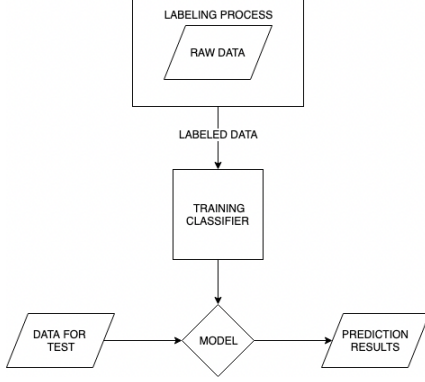 LABELING PROCESS
RAW DATA
LABELED DATA
TRAINING
CLASSIFIER
DATA FOR
TEST
MODEL
PREDICTION
RESULTS